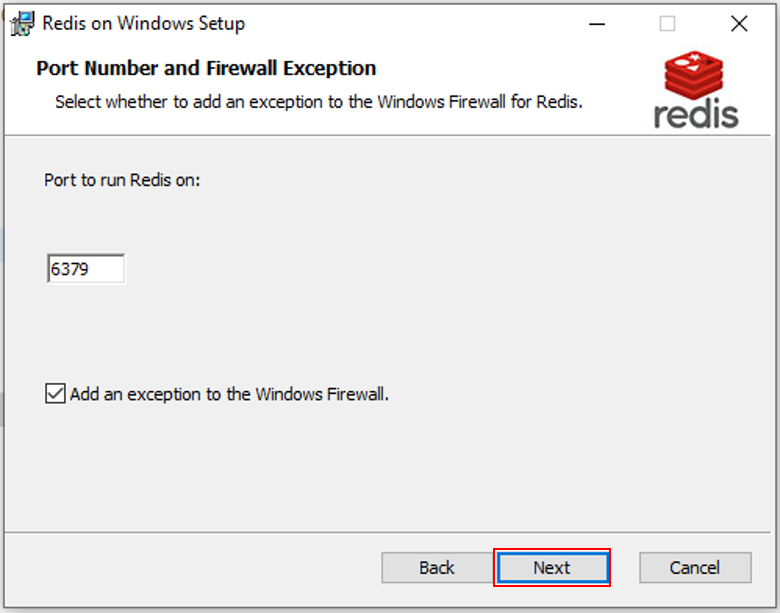 Redis on Windows Setup
Port Number and Firewall Exception
Select whether to add an exception to the Windows Firewall for Redis.
redis
Port to run Redis on:
6379
Add an exception to the Windows Firewall.
Back Next Cancel